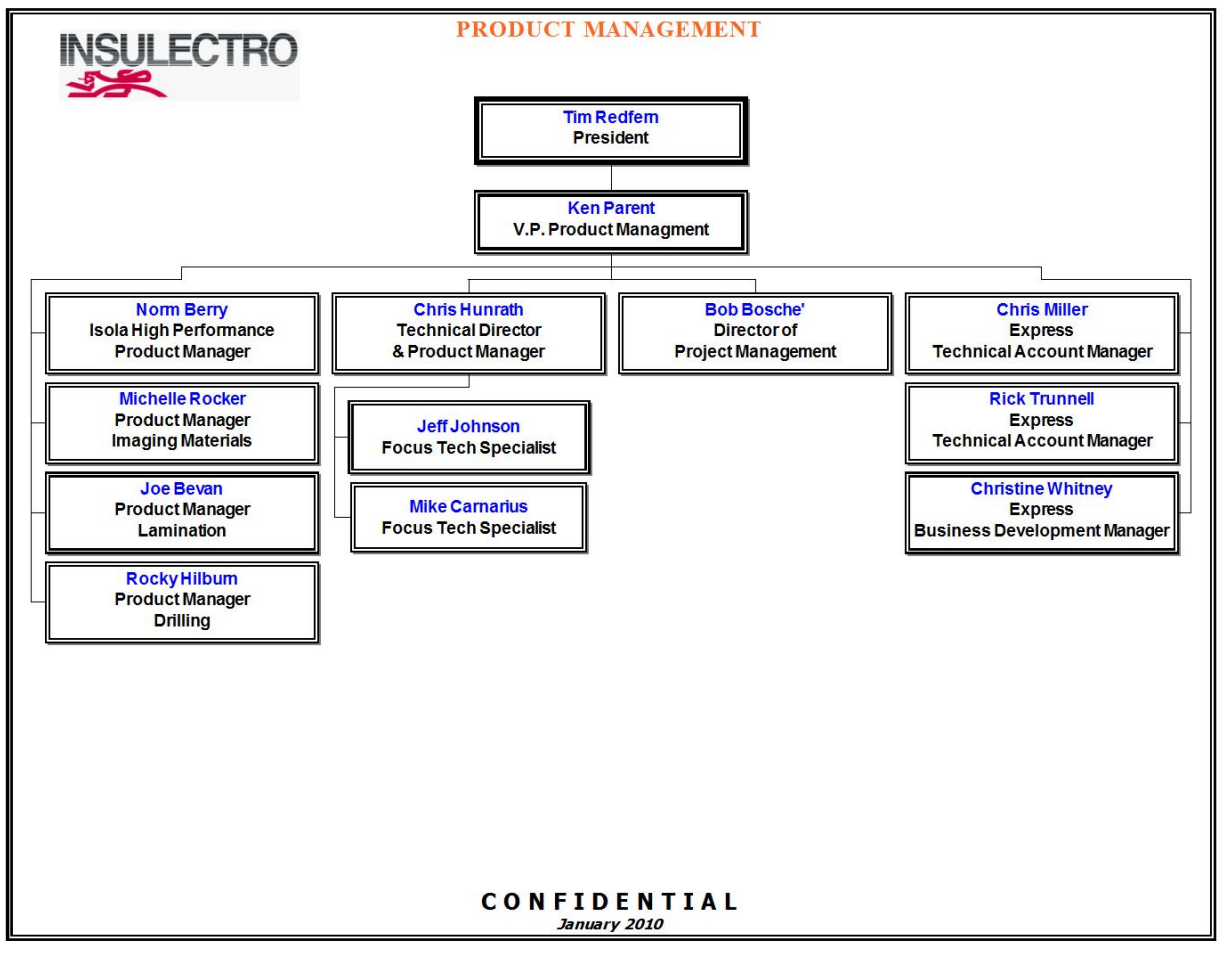 PRODUCT MANAGEMENT
INSULECTRO
Tim Redfern
President
Ken Parent
V.P. Product Managment
Norm Berry
Isola High Performance
Product Manager
Michelle Rocker
Product Manager
Imaging Materials
Joe Bevan
Product Manager
Lamination
Rocky Hilburn
Product Manager
Drilling
Chris Hunrath
Technical Director
& Product Manager
Jeff Johnson
Focus Tech Specialist
Mike Carnarius
Focus Tech Specialist
Bob Bosche'
Director of
Project Management
Chris Miller
Express
Technical Account Manager
Rick Trunnell
Express
Technical Account Manager
Christine Whitney
Express
Business Development Manager
CONFIDENTIAL
January 2010